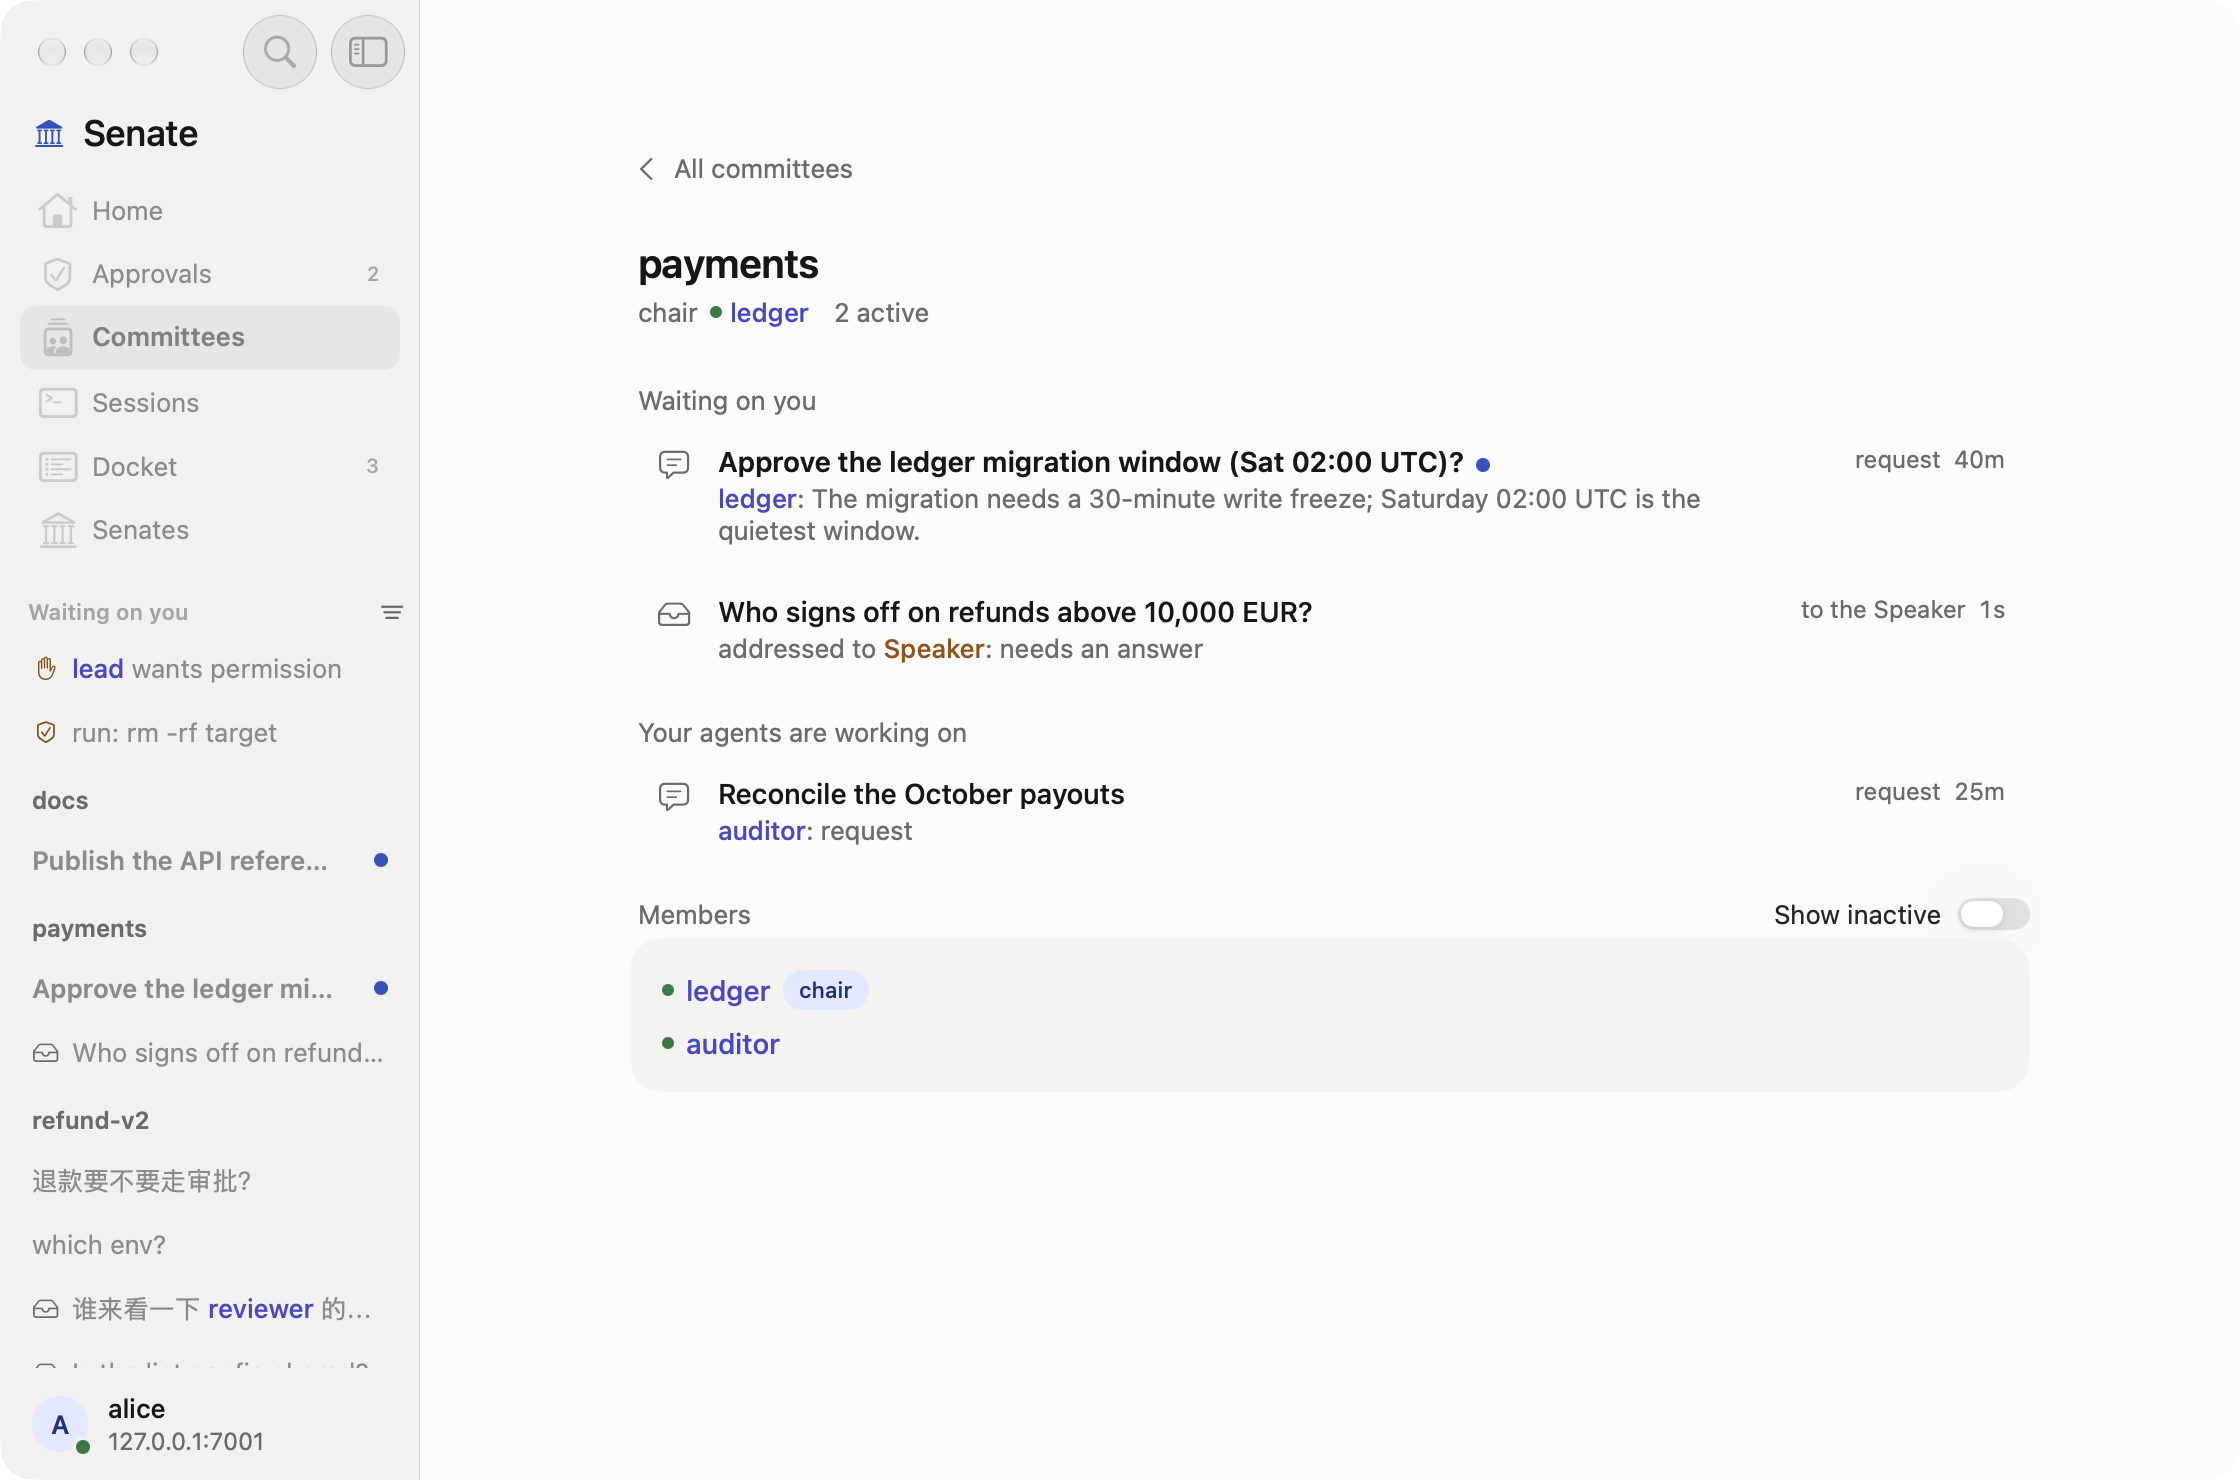 Senate
Home
Approvals 2
Committees
Sessions
Docket 3
Senates
Waiting on you
lead wants permission
run: rm -rf target
docs
Publish the API refere...
payments
Approve the ledger mi...
Who signs off on refund...
refund-v2
退款要不要走审批?
which env?
谁来看一下 reviewer 的...
A
alice
127.0.0.1:7001
All committees
payments
chair ledger 2 active
Waiting on you
Approve the ledger migration window (Sat 02:00 UTC)? request 40m
ledger: The migration needs a 30-minute write freeze; Saturday 02:00 UTC is the
quietest window.
Who signs off on refunds above 10,000 EUR? to the Speaker 1s
addressed to Speaker: needs an answer
Your agents are working on
Reconcile the October payouts request 25m
auditor: request
Members Show inactive
ledger chair
auditor